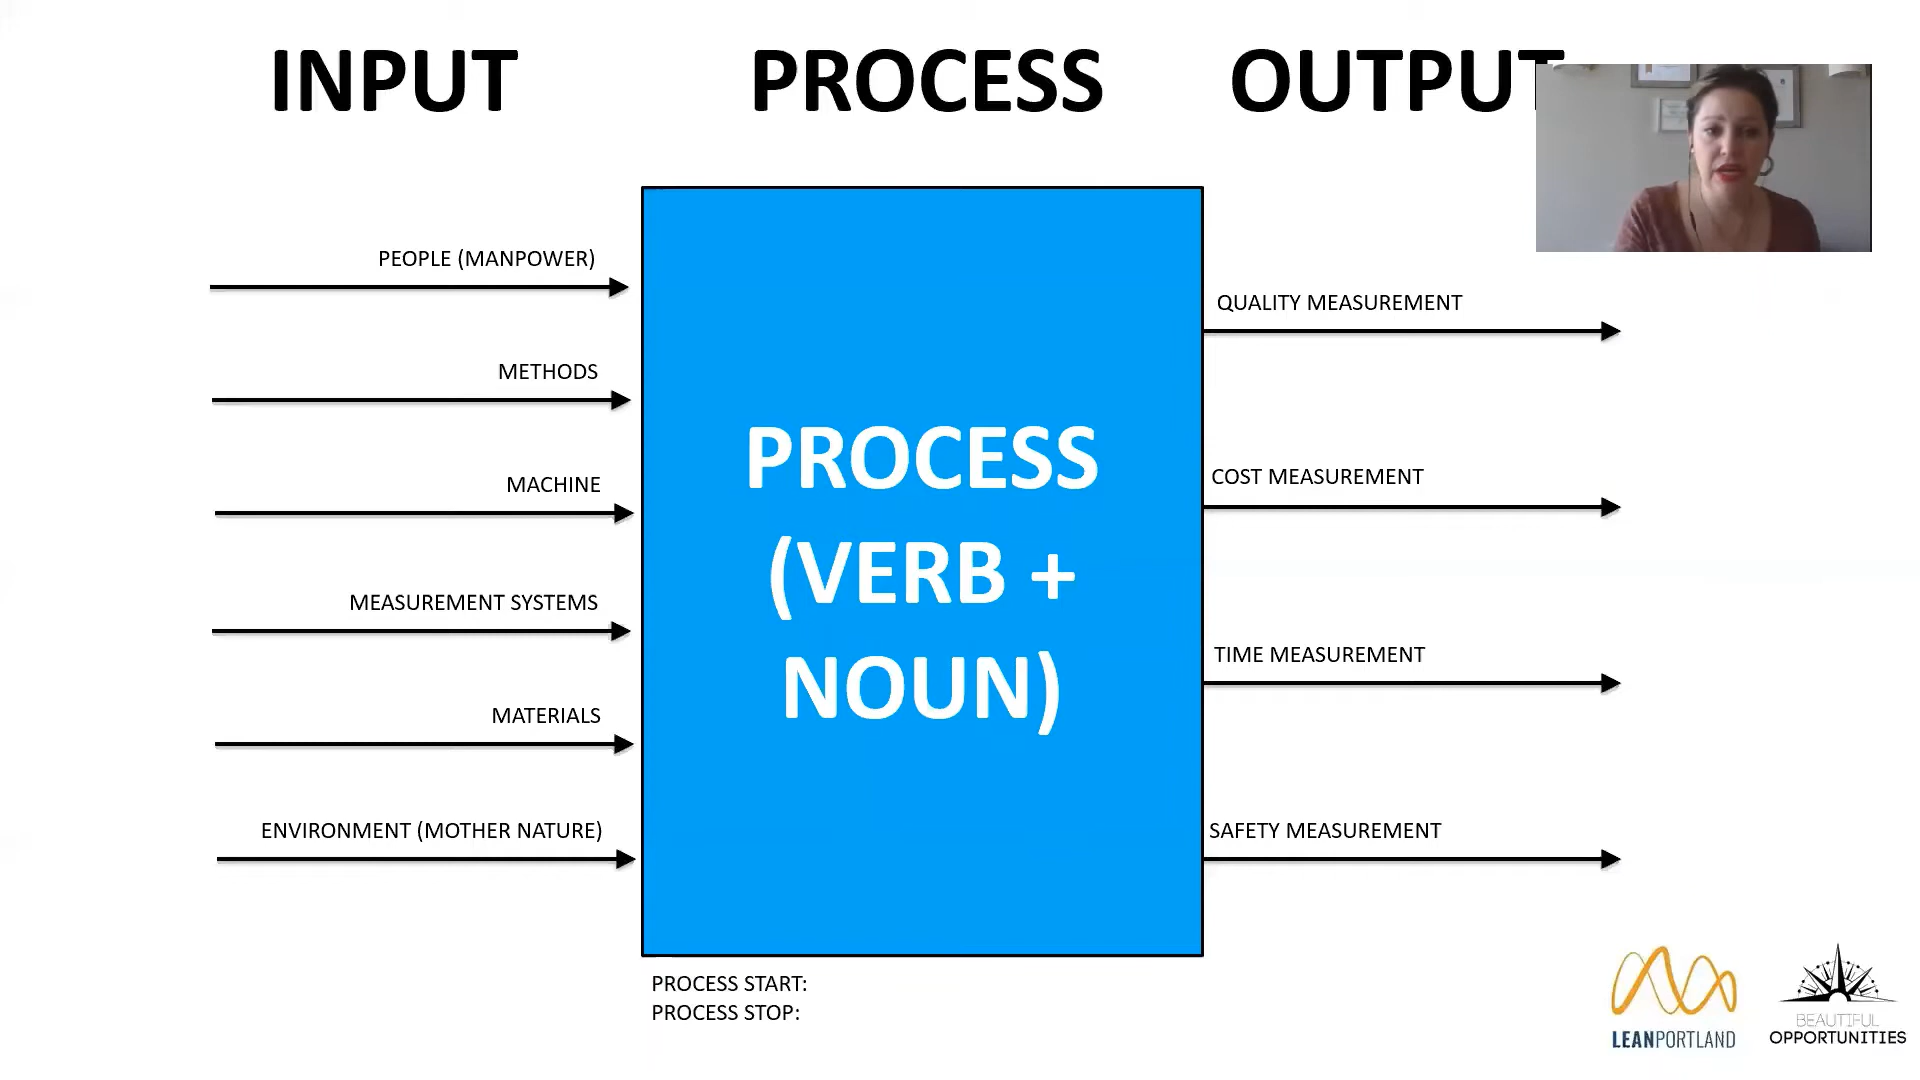 INPUT
PROCESS
OUTPUT
PEOPLE (MANPOWER)
METHODS
MACHINE
MEASUREMENT SYSTEMS
MATERIALS
ENVIRONMENT (MOTHER NATURE)
PROCESS
(VERB +
NOUN)
QUALITY MEASUREMENT
COST MEASUREMENT
TIME MEASUREMENT
SAFETY MEASUREMENT
PROCESS START:
PROCESS STOP:
LEANPORTLAND
BEAUTIFUL
OPPORTUNITIES